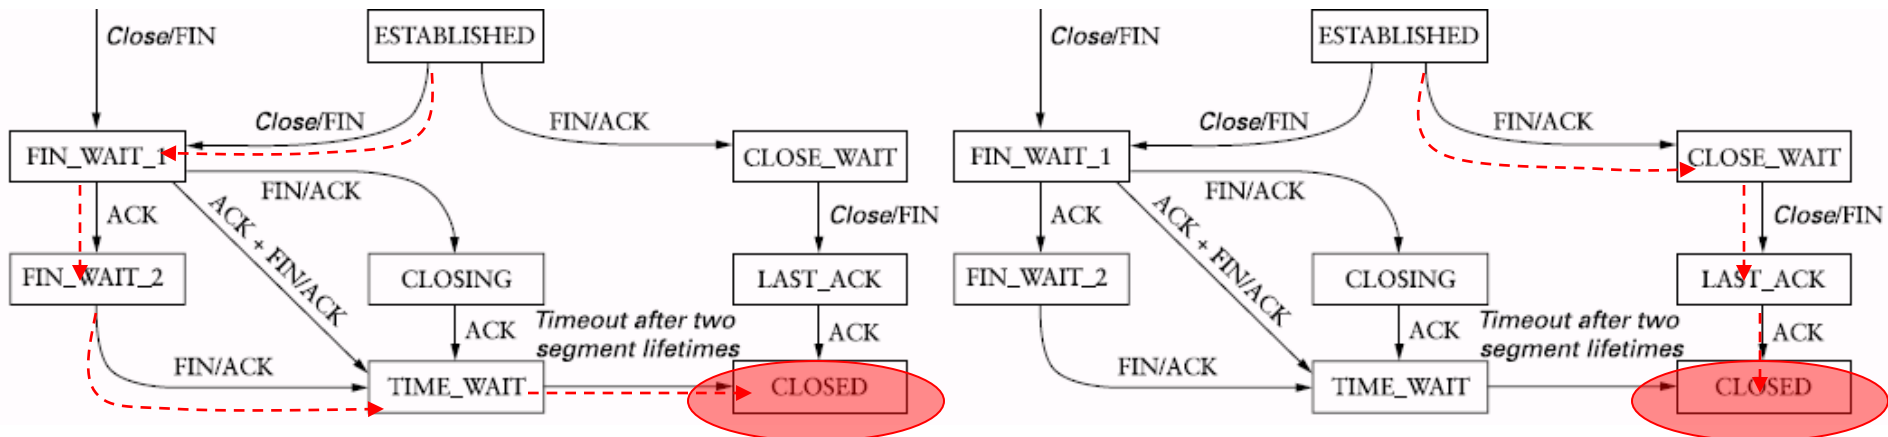 Close/FIN
ESTABLISHED
Close/FIN
FIN/ACK
FIN_WAIT_1
CLOSE_WAIT
FIN/ACK
ACK
ACK + FIN/ACK
Close/FIN
FIN_WAIT_2
CLOSING
LAST_ACK
ACK
Timeout after two
segment lifetimes
ACK
FIN/ACK
TIME_WAIT
CLOSED
Close/FIN
ESTABLISHED
Close/FIN
FIN/ACK
FIN_WAIT_1
CLOSE_WAIT
FIN/ACK
ACK
ACK + FIN/ACK
Close/FIN
FIN_WAIT_2
CLOSING
LAST_ACK
ACK
Timeout after two
segment lifetimes
ACK
FIN/ACK
TIME_WAIT
CLOSED